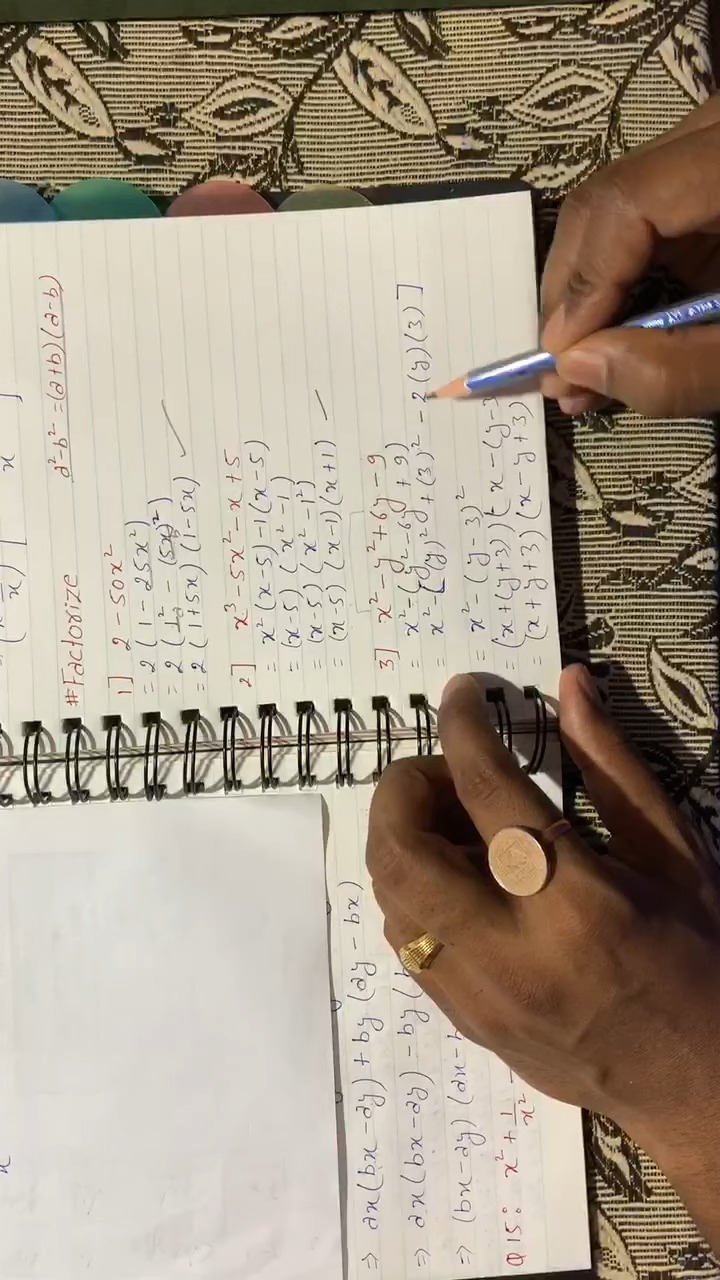 a²-b² = (a+b)(a-b)
#Factorize
1] 2 - 50x²
= 2(1 - 25x²)
= 2(1² - (5x)²)
= 2(1+5x)(1-5x)
2] x³ - 5x² - x + 5
= x²(x-5) -1(x-5)
= (x-5)(x²-1)
= (x-5)(x²-1²)
= (x-5)(x-1)(x+1)
3] x² - y² + 6y - 9
= x² - (y² - 6y + 9)
= x² - [(y)² + (3)² - 2(y)(3)]
= x² - (y-3)²
= (x+(y+3)) (x-(y-3
= (x+y+3)(x-y+3)
⇒ ax(bx-ay) + by(ay-bx)
⇒ ax(bx-ay) - by(b
⇒ (bx-ay)(ax-b
Q15: x² + 1/x² -